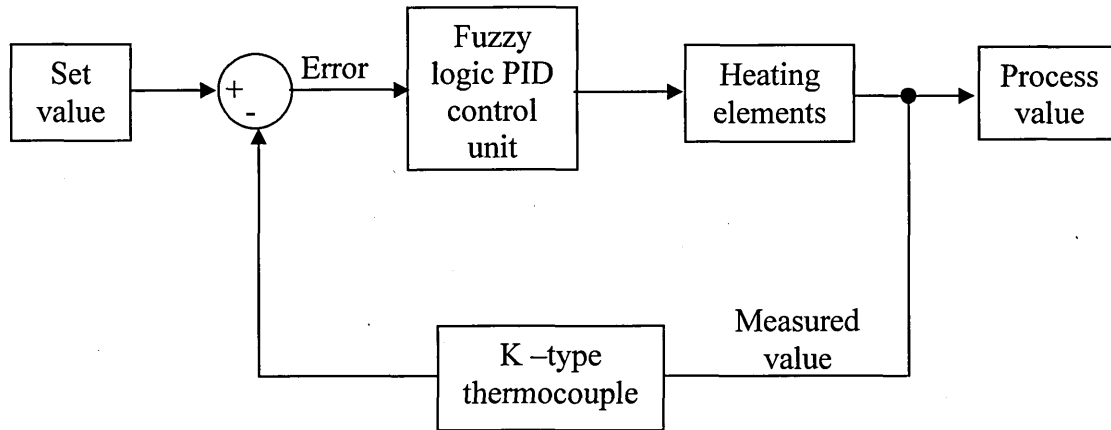 Set
value
+
-
Error
Fuzzy
logic PID
control
unit
Heating
elements
Process
value
Measured
value
K –type
thermocouple